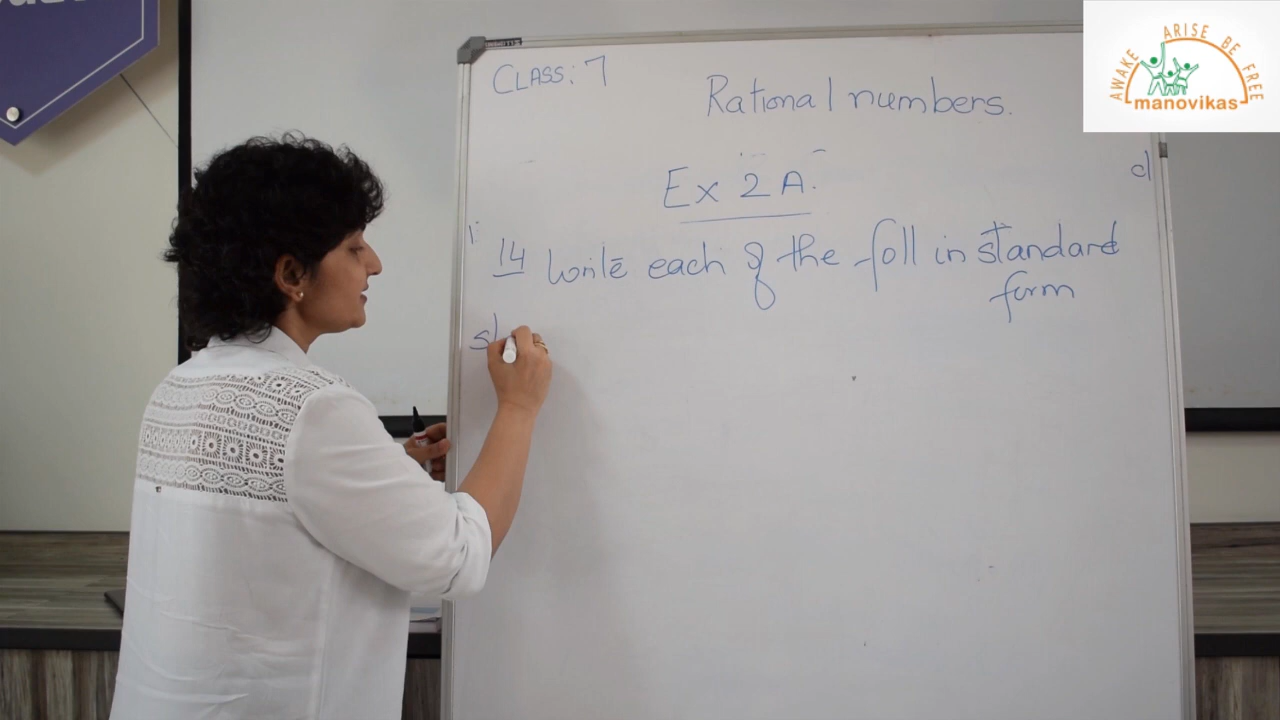 CLASS: 7
Rational numbers.
Ex 2A.
14 Write each of the foll in standard
form
AWAKE ARISE BE FREE
manovikas